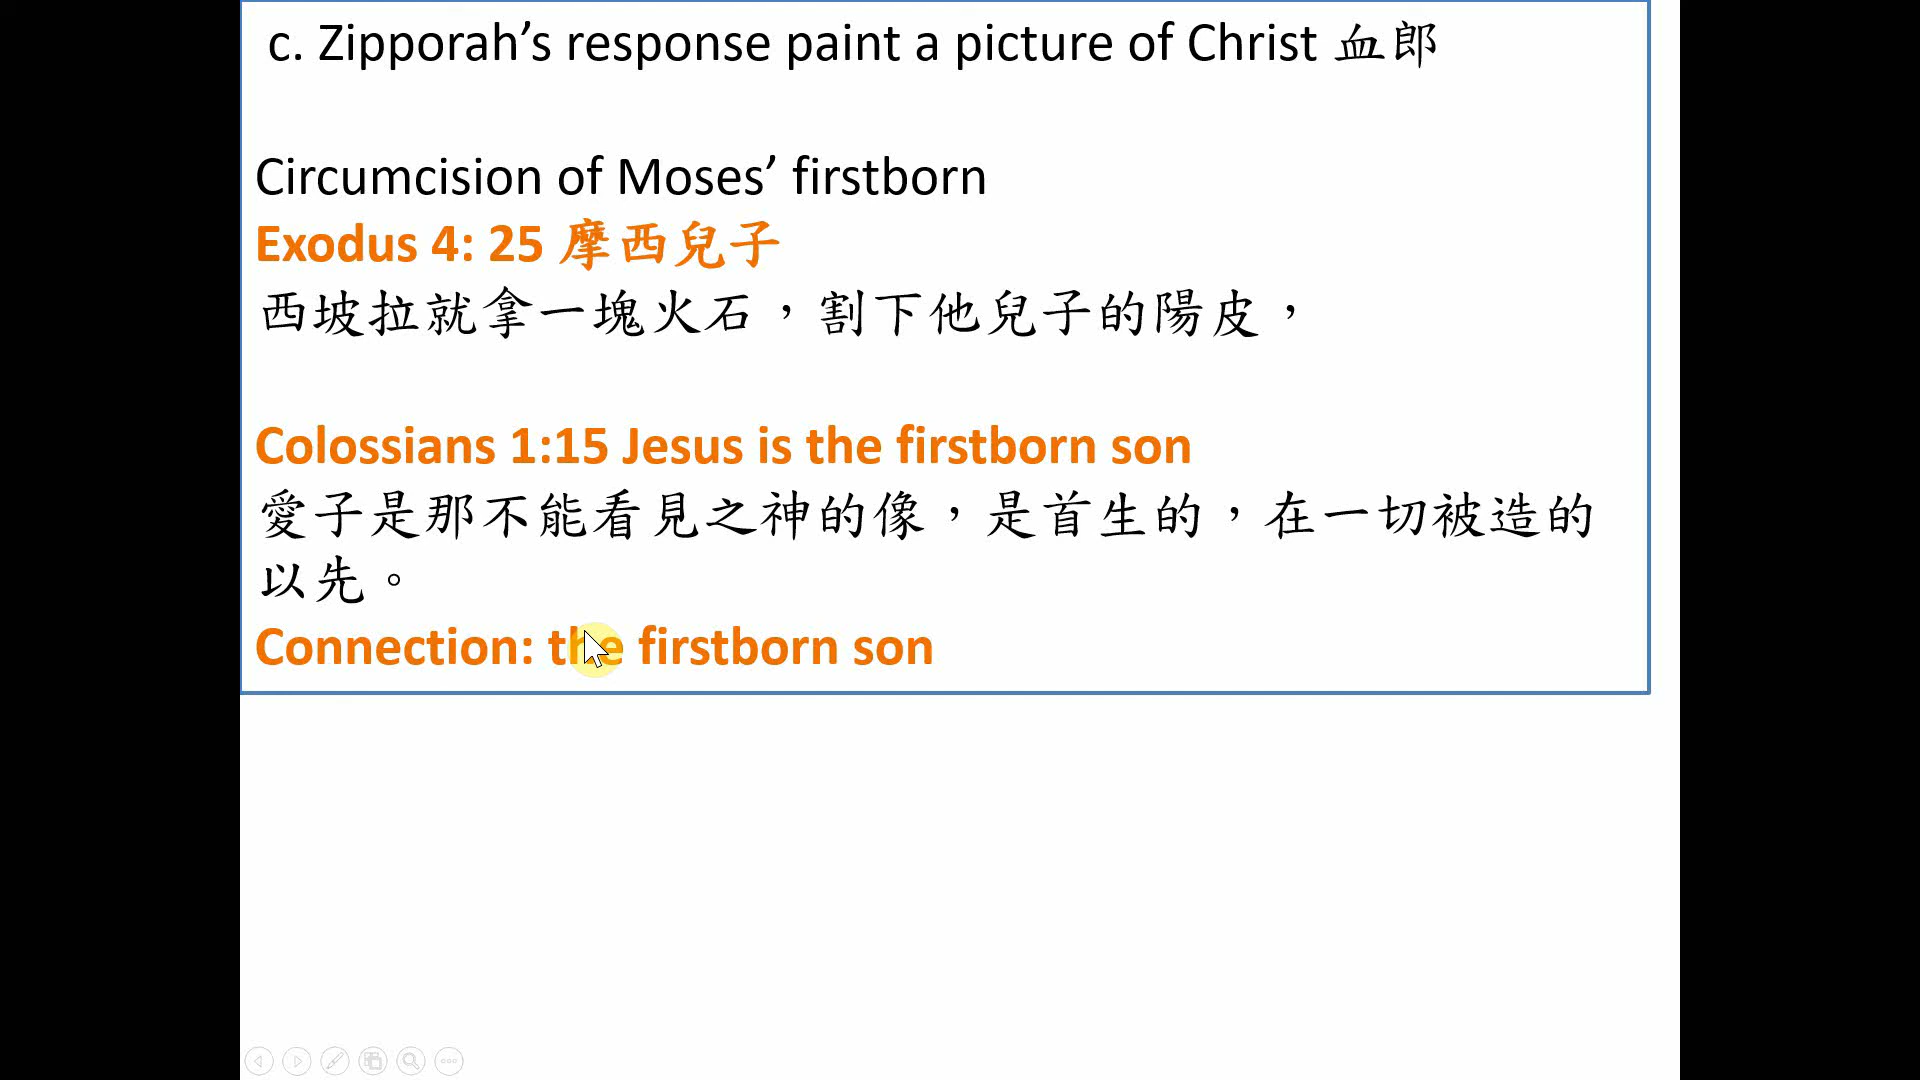 c. Zipporah’s response paint a picture of Christ 血郎
Circumcision of Moses’ firstborn
Exodus 4: 25 摩西兒子
西坡拉就拿一塊火石，割下他兒子的陽皮，
Colossians 1:15 Jesus is the firstborn son
愛子是那不能看見之神的像，是首生的，在一切被造的
以先。
Connection: the firstborn son